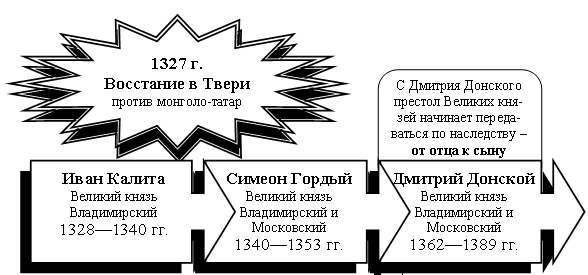 1327 г.
Восстание в Твери
против монголо-татар
С Дмитрия Донского
престол Великих кня-
зей начинает переда-
ваться по наследству –
от отца к сыну
Иван Калита
Великий князь
Владимирский
1328—1340 гг.
Симеон Гордый
Великий князь
Владимирский и
Московский
1340—1353 гг.
Дмитрий Донской
Великий князь
Владимирский и
Московский
1362—1389 гг.